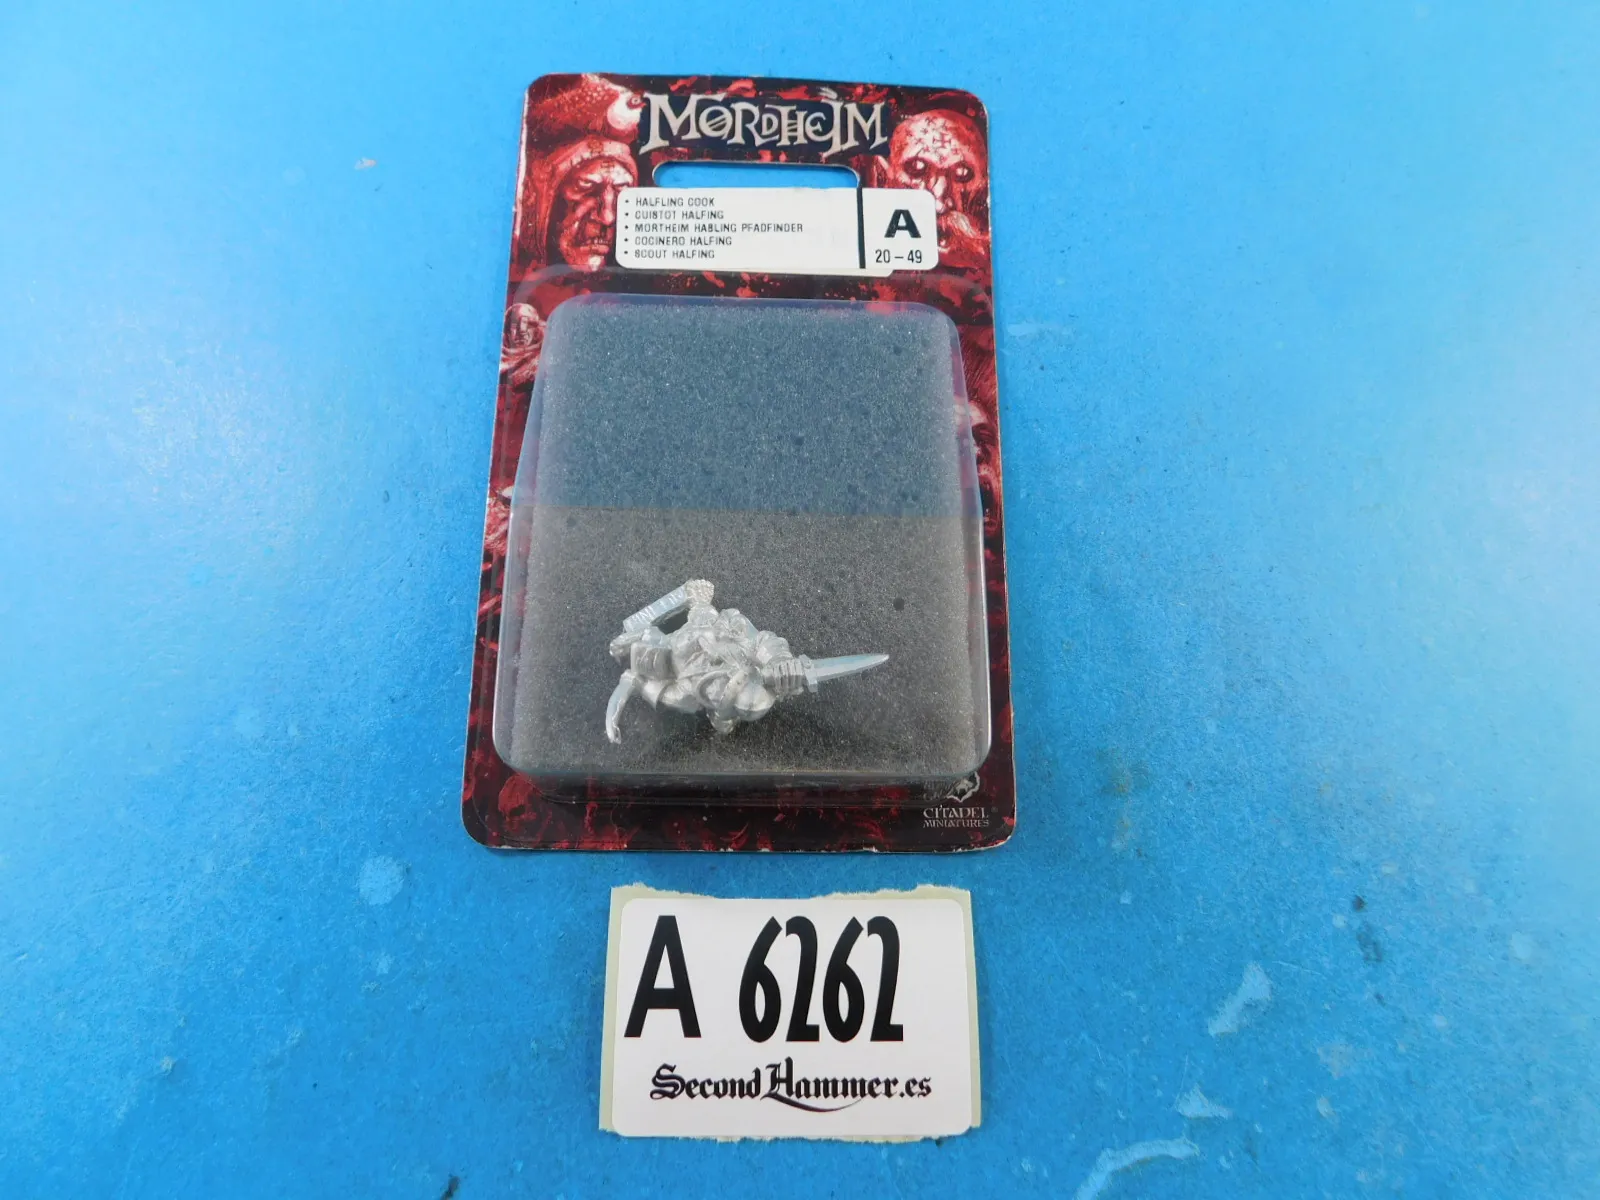 MORDHEIM
• HALFLING COOK
• CUISTOT HALFING
• MORTHEIM HABLING PFADFINDER
• COCINERO HALFING
• SCOUT HALFING
A
20 – 49
CITADEL
MINIATURES
A 6262
SecondHammer.es